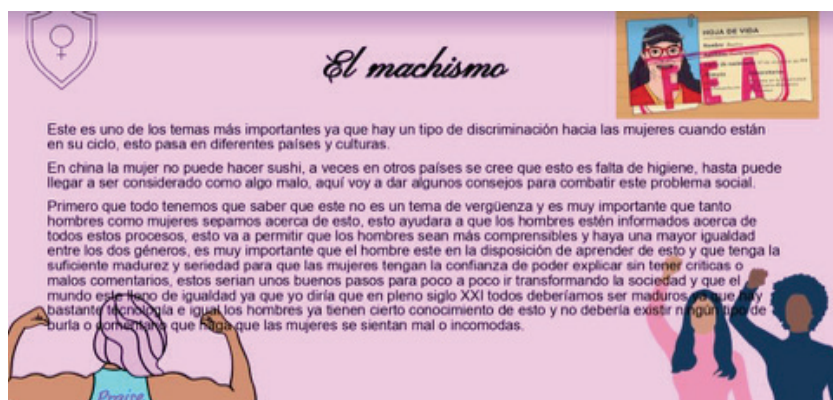 El machismo
HOJA DE VIDA
FEA
Este es uno de los temas más importantes ya que hay un tipo de discriminación hacia las mujeres cuando están
en su ciclo, esto pasa en diferentes países y culturas.
En china la mujer no puede hacer sushi, a veces en otros países se cree que esto es falta de higiene, hasta puede
llegar a ser considerado como algo malo, aquí voy a dar algunos consejos para combatir este problema social.
Primero que todo tenemos que saber que este no es un tema de vergüenza y es muy importante que tanto
hombres como mujeres sepamos acerca de esto, esto ayudara a que los hombres estén informados acerca de
todos estos procesos, esto va a permitir que los hombres sean más comprensibles y haya una mayor igualdad
entre los dos géneros, es muy importante que el hombre este en la disposición de aprender de esto y que tenga la
suficiente madurez y seriedad para que las mujeres tengan la confianza de poder explicar sin tener criticas o
malos comentarios, estos serian unos buenos pasos para poco a poco ir transformando la sociedad y que el
mundo este lleno de igualdad ya que yo diría que en pleno siglo XXI todos deberíamos ser maduros ya que hay
bastante tecnología e igual los hombres ya tienen cierto conocimiento de esto y no debería existir ningún tipo de
burla o comentario que haga que las mujeres se sientan mal o incomodas.
Praise